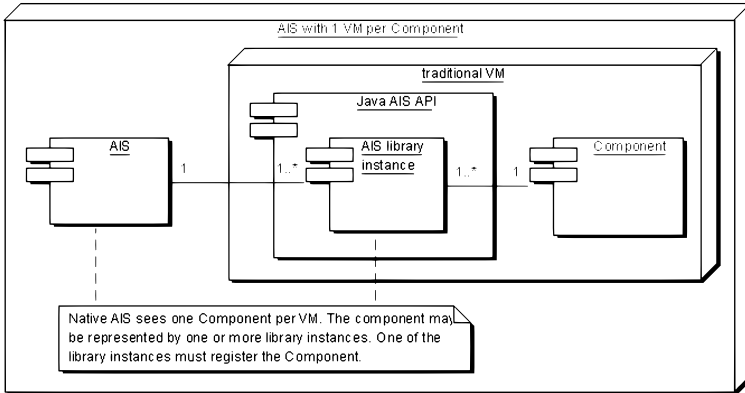 AIS with 1 VM per Component
traditional VM
Java AIS API
AIS
AIS library
instance
Component
1
1..*
1..*
1
Native AIS sees one Component per VM. The component may
be represented by one or more library instances. One of the
library instances must register the Component.